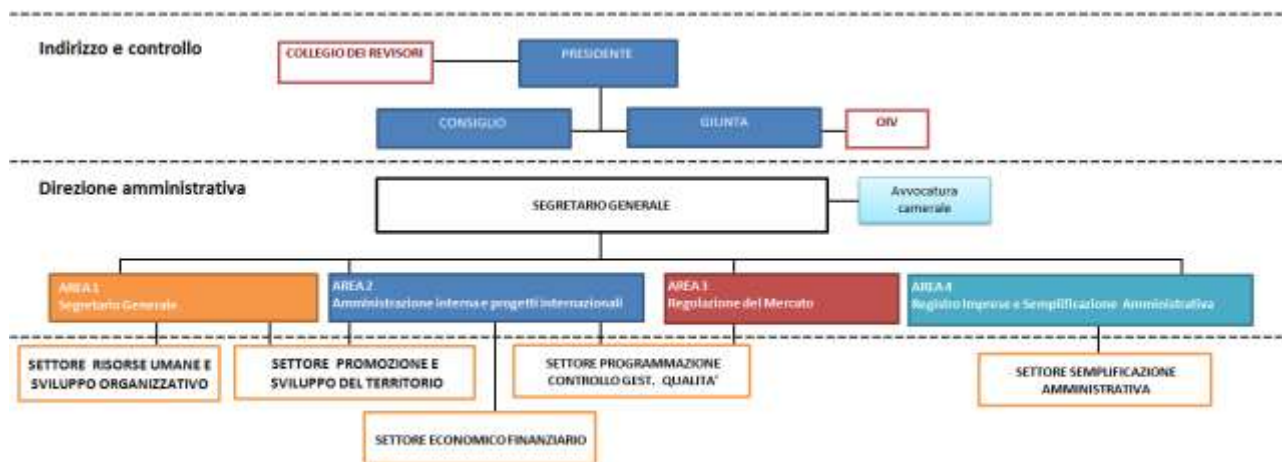 Indirizzo e controllo
COLLEGIO DEI REVISORI
PRESIDENTE
CONSIGLIO
GIUNTA
OIV
Direzione amministrativa
SEGRETARIO GENERALE
Avvocatura
camerale
AREA 1
Segretario Generale
AREA 2
Amministrazione interna e progetti internazionali
AREA 3
Regolazione del Mercato
AREA 4
Registro Imprese e Semplificazione Amministrativa
SETTORE RISORSE UMANE E
SVILUPPO ORGANIZZATIVO
SETTORE PROMOZIONE E
SVILUPPO DEL TERRITORIO
SETTORE PROGRAMMAZIONE
CONTROLLO GEST. QUALITA'
SETTORE SEMPLIFICAZIONE
AMMINISTRATIVA
SETTORE ECONOMICO FINANZIARIO